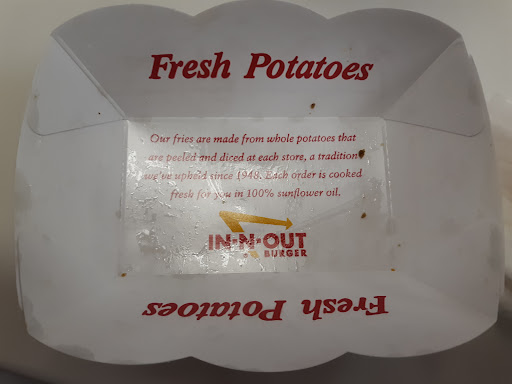 Fresh Potatoes
Our fries are made from whole potatoes that
are peeled and diced at each store, a tradition
we've upheld since 1948. Each order is cooked
fresh for you in 100% sunflower oil.
IN-N-OUT
BURGER
Fresh Potatoes